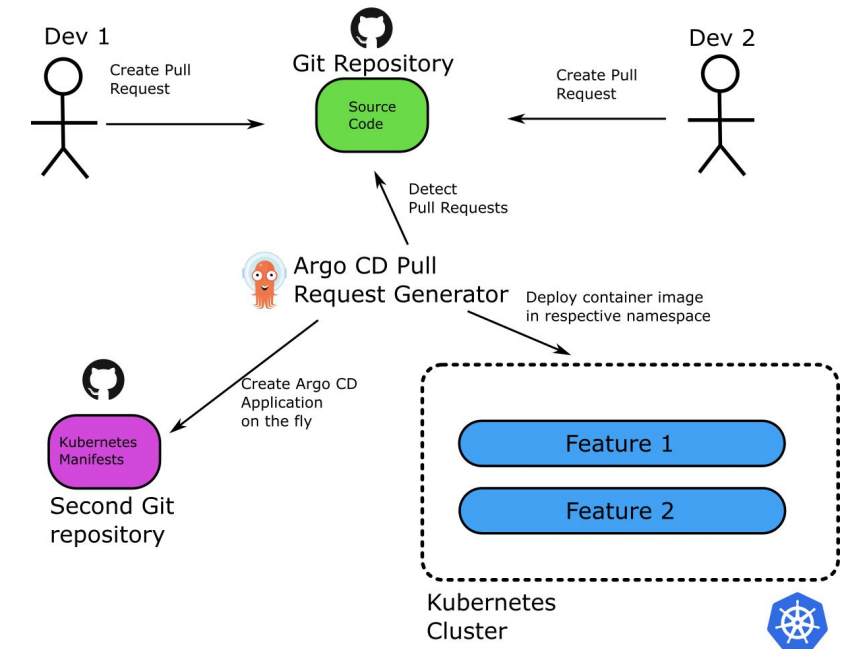 Dev 1
Create Pull
Request
Git Repository
Source
Code
Dev 2
Create Pull
Request
Detect
Pull Requests
Argo CD Pull
Request Generator
Deploy container image
in respective namespace
Create Argo CD
Application
on the fly
Kubernetes
Manifests
Second Git
repository
Feature 1
Feature 2
Kubernetes
Cluster